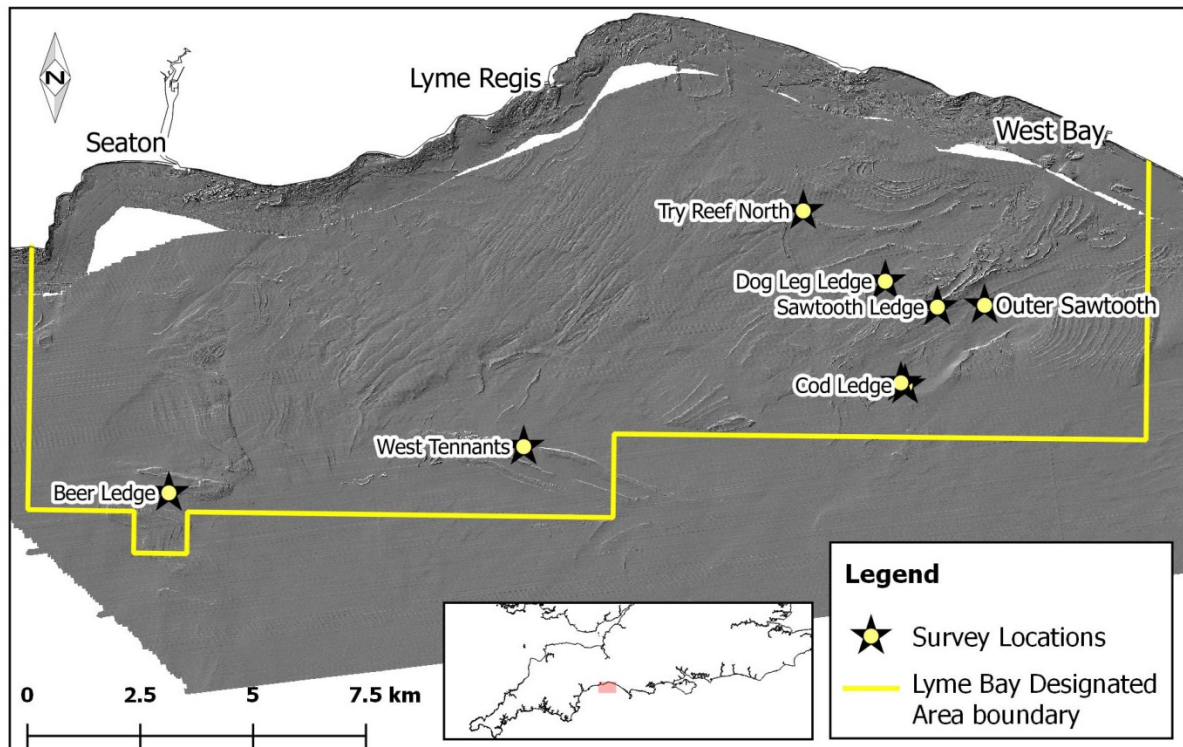 N
Lyme Regis
Seaton
West Bay
Try Reef North
Dog Leg Ledge
Sawtooth Ledge
Outer Sawtooth
Cod Ledge
West Tennants
Beer Ledge
Legend
Survey Locations
Lyme Bay Designated
Area boundary
0 2.5 5 7.5 km